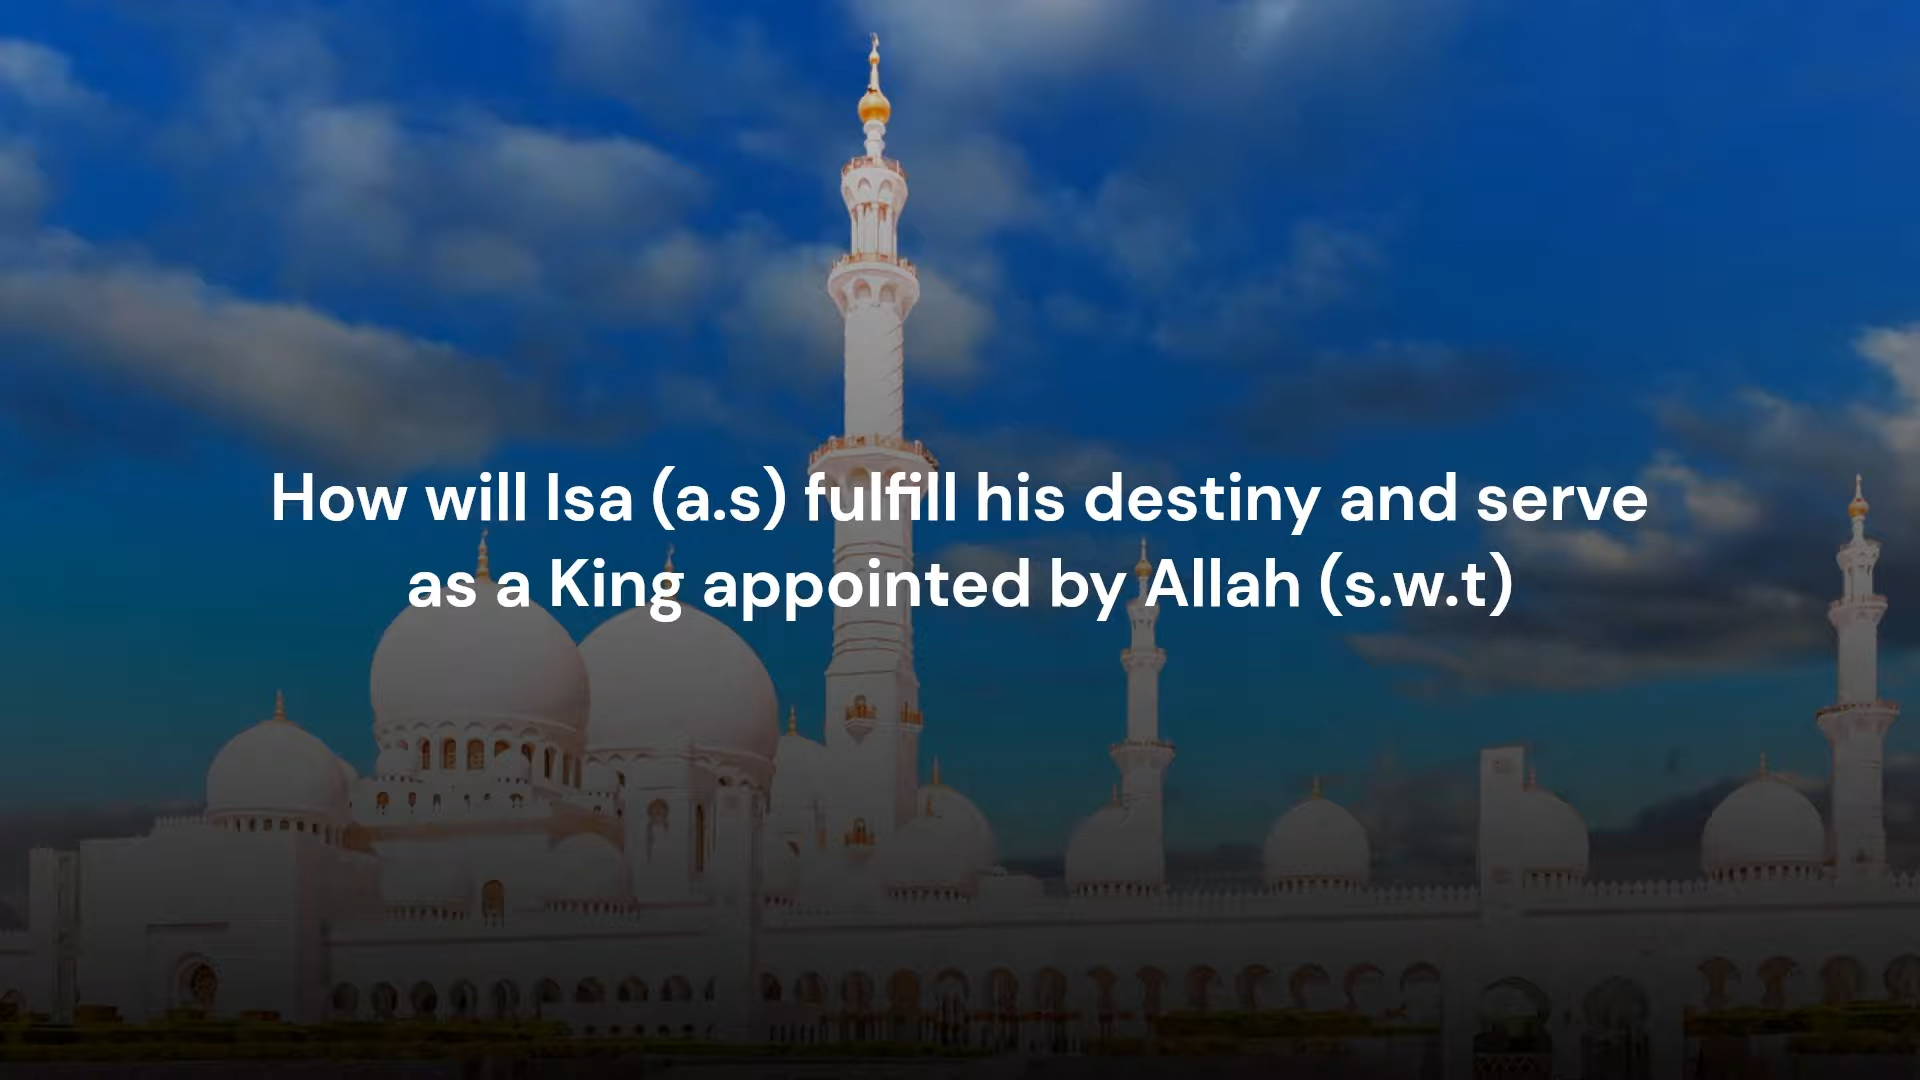 How will Isa (a.s) fulfill his destiny and serve
as a King appointed by Allah (s.w.t)